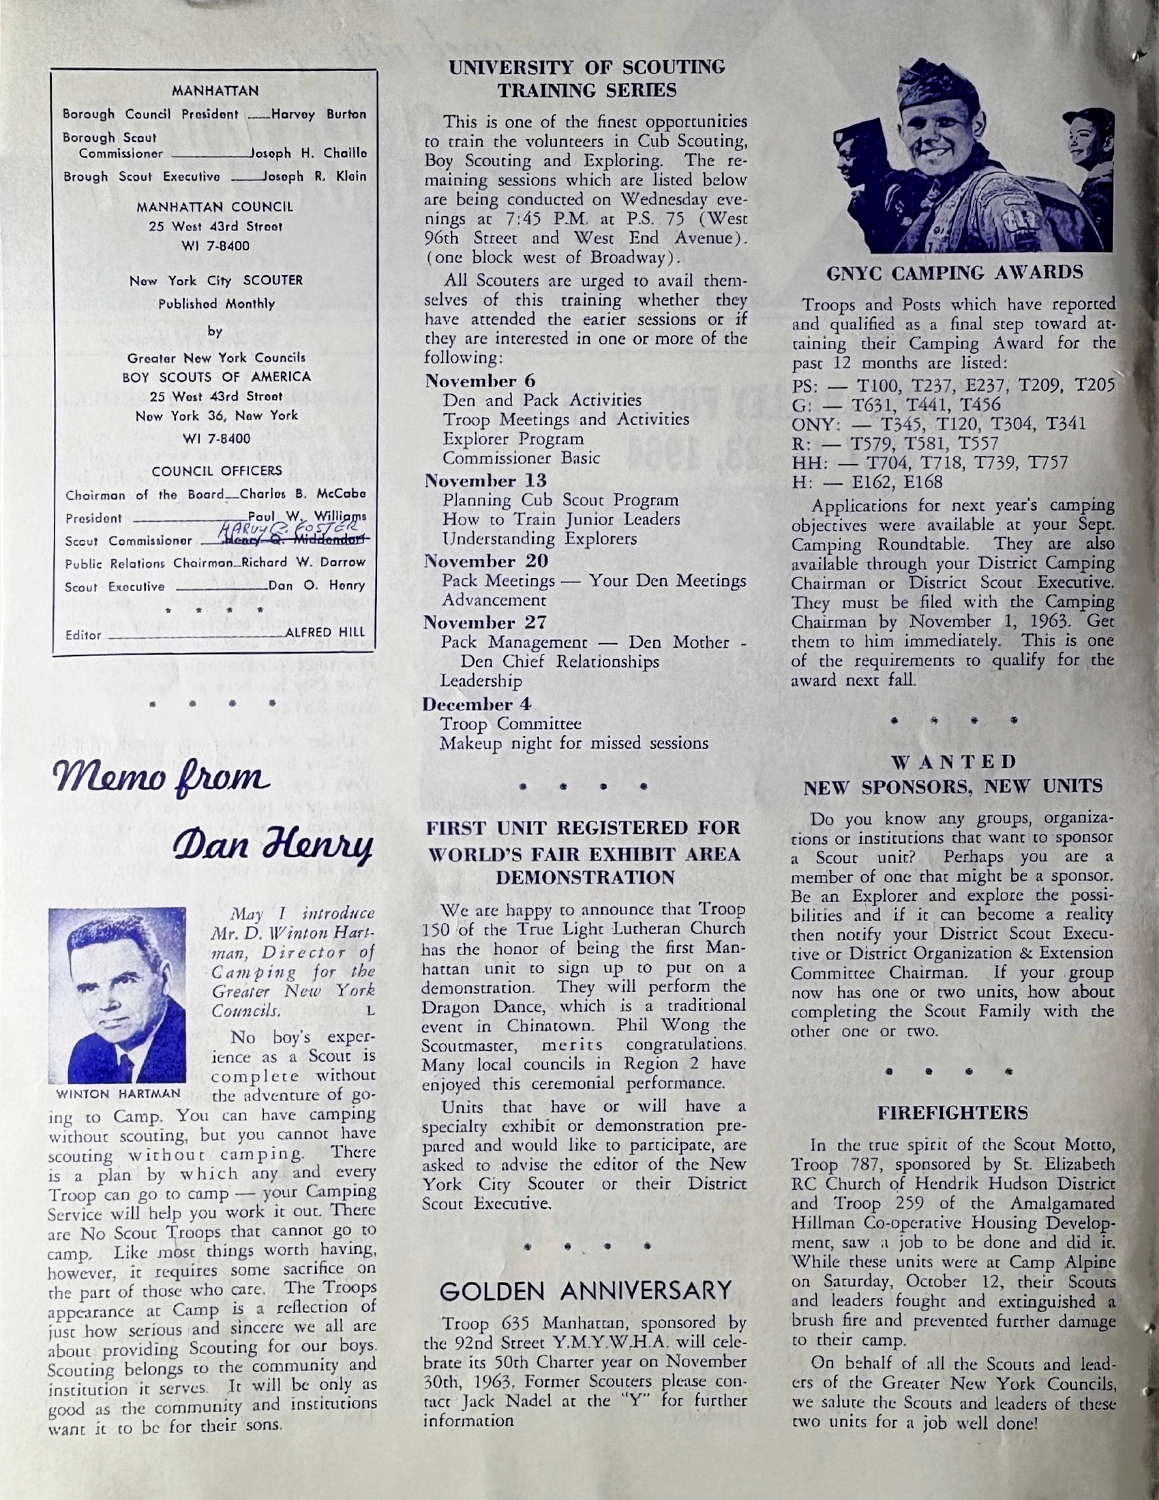 MANHATTAN
Borough Council President Harvey Burton
Borough Scout
Commissioner Joseph H. Chaille
Brough Scout Executive Joseph R. Klein
MANHATTAN COUNCIL
25 West 43rd Street
WI 7-8400
New York City SCOUTER
Published Monthly
by
Greater New York Councils
BOY SCOUTS OF AMERICA
25 West 43rd Street
New York 36, New York
WI 7-8400
COUNCIL OFFICERS
Chairman of the Board Charles B. McCabe
President Paul W. Williams
HARVY C. FOSTER
Scout Commissioner Henry G. Middendorf
Public Relations Chairman Richard W. Darrow
Scout Executive Dan O. Henry
* * * *
Editor ALFRED HILL
* * * *
Memo from
Dan Henry
WINTON HARTMAN
May I introduce
Mr. D. Winton Hart-
man, Director of
Camping for the
Greater New York
Councils. L
No boy's exper-
ience as a Scout is
complete without
the adventure of go-
ing to Camp. You can have camping
without scouting, but you cannot have
scouting without camping. There
is a plan by which any and every
Troop can go to camp — your Camping
Service will help you work it out. There
are No Scout Troops that cannot go to
camp. Like most things worth having,
however, it requires some sacrifice on
the part of those who care. The Troops
appearance at Camp is a reflection of
just how serious and sincere we all are
about providing Scouting for our boys.
Scouting belongs to the community and
institution it serves. It will be only as
good as the community and institutions
want it to be for their sons.
UNIVERSITY OF SCOUTING
TRAINING SERIES
This is one of the finest opportunities
to train the volunteers in Cub Scouting,
Boy Scouting and Exploring. The re-
maining sessions which are listed below
are being conducted on Wednesday eve-
nings at 7:45 P.M. at P.S. 75 (West
96th Street and West End Avenue).
(one block west of Broadway).
All Scouters are urged to avail them-
selves of this training whether they
have attended the earier sessions or if
they are interested in one or more of the
following:
November 6
Den and Pack Activities
Troop Meetings and Activities
Explorer Program
Commissioner Basic
November 13
Planning Cub Scout Program
How to Train Junior Leaders
Understanding Explorers
November 20
Pack Meetings — Your Den Meetings
Advancement
November 27
Pack Management — Den Mother -
Den Chief Relationships
Leadership
December 4
Troop Committee
Makeup night for missed sessions
* * * *
FIRST UNIT REGISTERED FOR
WORLD'S FAIR EXHIBIT AREA
DEMONSTRATION
We are happy to announce that Troop
150 of the True Light Lutheran Church
has the honor of being the first Man-
hattan unit to sign up to put on a
demonstration. They will perform the
Dragon Dance, which is a traditional
event in Chinatown. Phil Wong the
Scoutmaster, merits congratulations.
Many local councils in Region 2 have
enjoyed this ceremonial performance.
Units that have or will have a
specialty exhibit or demonstration pre-
pared and would like to participate, are
asked to advise the editor of the New
York City Scouter or their District
Scout Executive.
* * * *
GOLDEN ANNIVERSARY
Troop 635 Manhattan, sponsored by
the 92nd Street Y.M.Y.W.H.A. will cele-
brate its 50th Charter year on November
30th, 1963. Former Scouters please con-
tact Jack Nadel at the "Y" for further
information
GNYC CAMPING AWARDS
Troops and Posts which have reported
and qualified as a final step toward at-
taining their Camping Award for the
past 12 months are listed:
PS: — T100, T237, E237, T209, T205
G: — T631, T441, T456
ONY: — T345, T120, T304, T341
R: — T579, T581, T557
HH: — T704, T718, T739, T757
H: — E162, E168
Applications for next year's camping
objectives were available at your Sept.
Camping Roundtable. They are also
available through your District Camping
Chairman or District Scout Executive.
They must be filed with the Camping
Chairman by November 1, 1963. Get
them to him immediately. This is one
of the requirements to qualify for the
award next fall.
* * * *
WANTED
NEW SPONSORS, NEW UNITS
Do you know any groups, organiza-
tions or institutions that want to sponsor
a Scout unit? Perhaps you are a
member of one that might be a sponsor.
Be an Explorer and explore the possi-
bilities and if it can become a reality
then notify your District Scout Execu-
tive or District Organization & Extension
Committee Chairman. If your group
now has one or two units, how about
completing the Scout Family with the
other one or two.
* * * *
FIREFIGHTERS
In the true spirit of the Scout Motto,
Troop 787, sponsored by St. Elizabeth
RC Church of Hendrik Hudson District
and Troop 259 of the Amalgamated
Hillman Co-operative Housing Develop-
ment, saw a job to be done and did it.
While these units were at Camp Alpine
on Saturday, October 12, their Scouts
and leaders fought and extinguished a
brush fire and prevented further damage
to their camp.
On behalf of all the Scouts and lead-
ers of the Greater New York Councils,
we salute the Scouts and leaders of these
two units for a job well done!